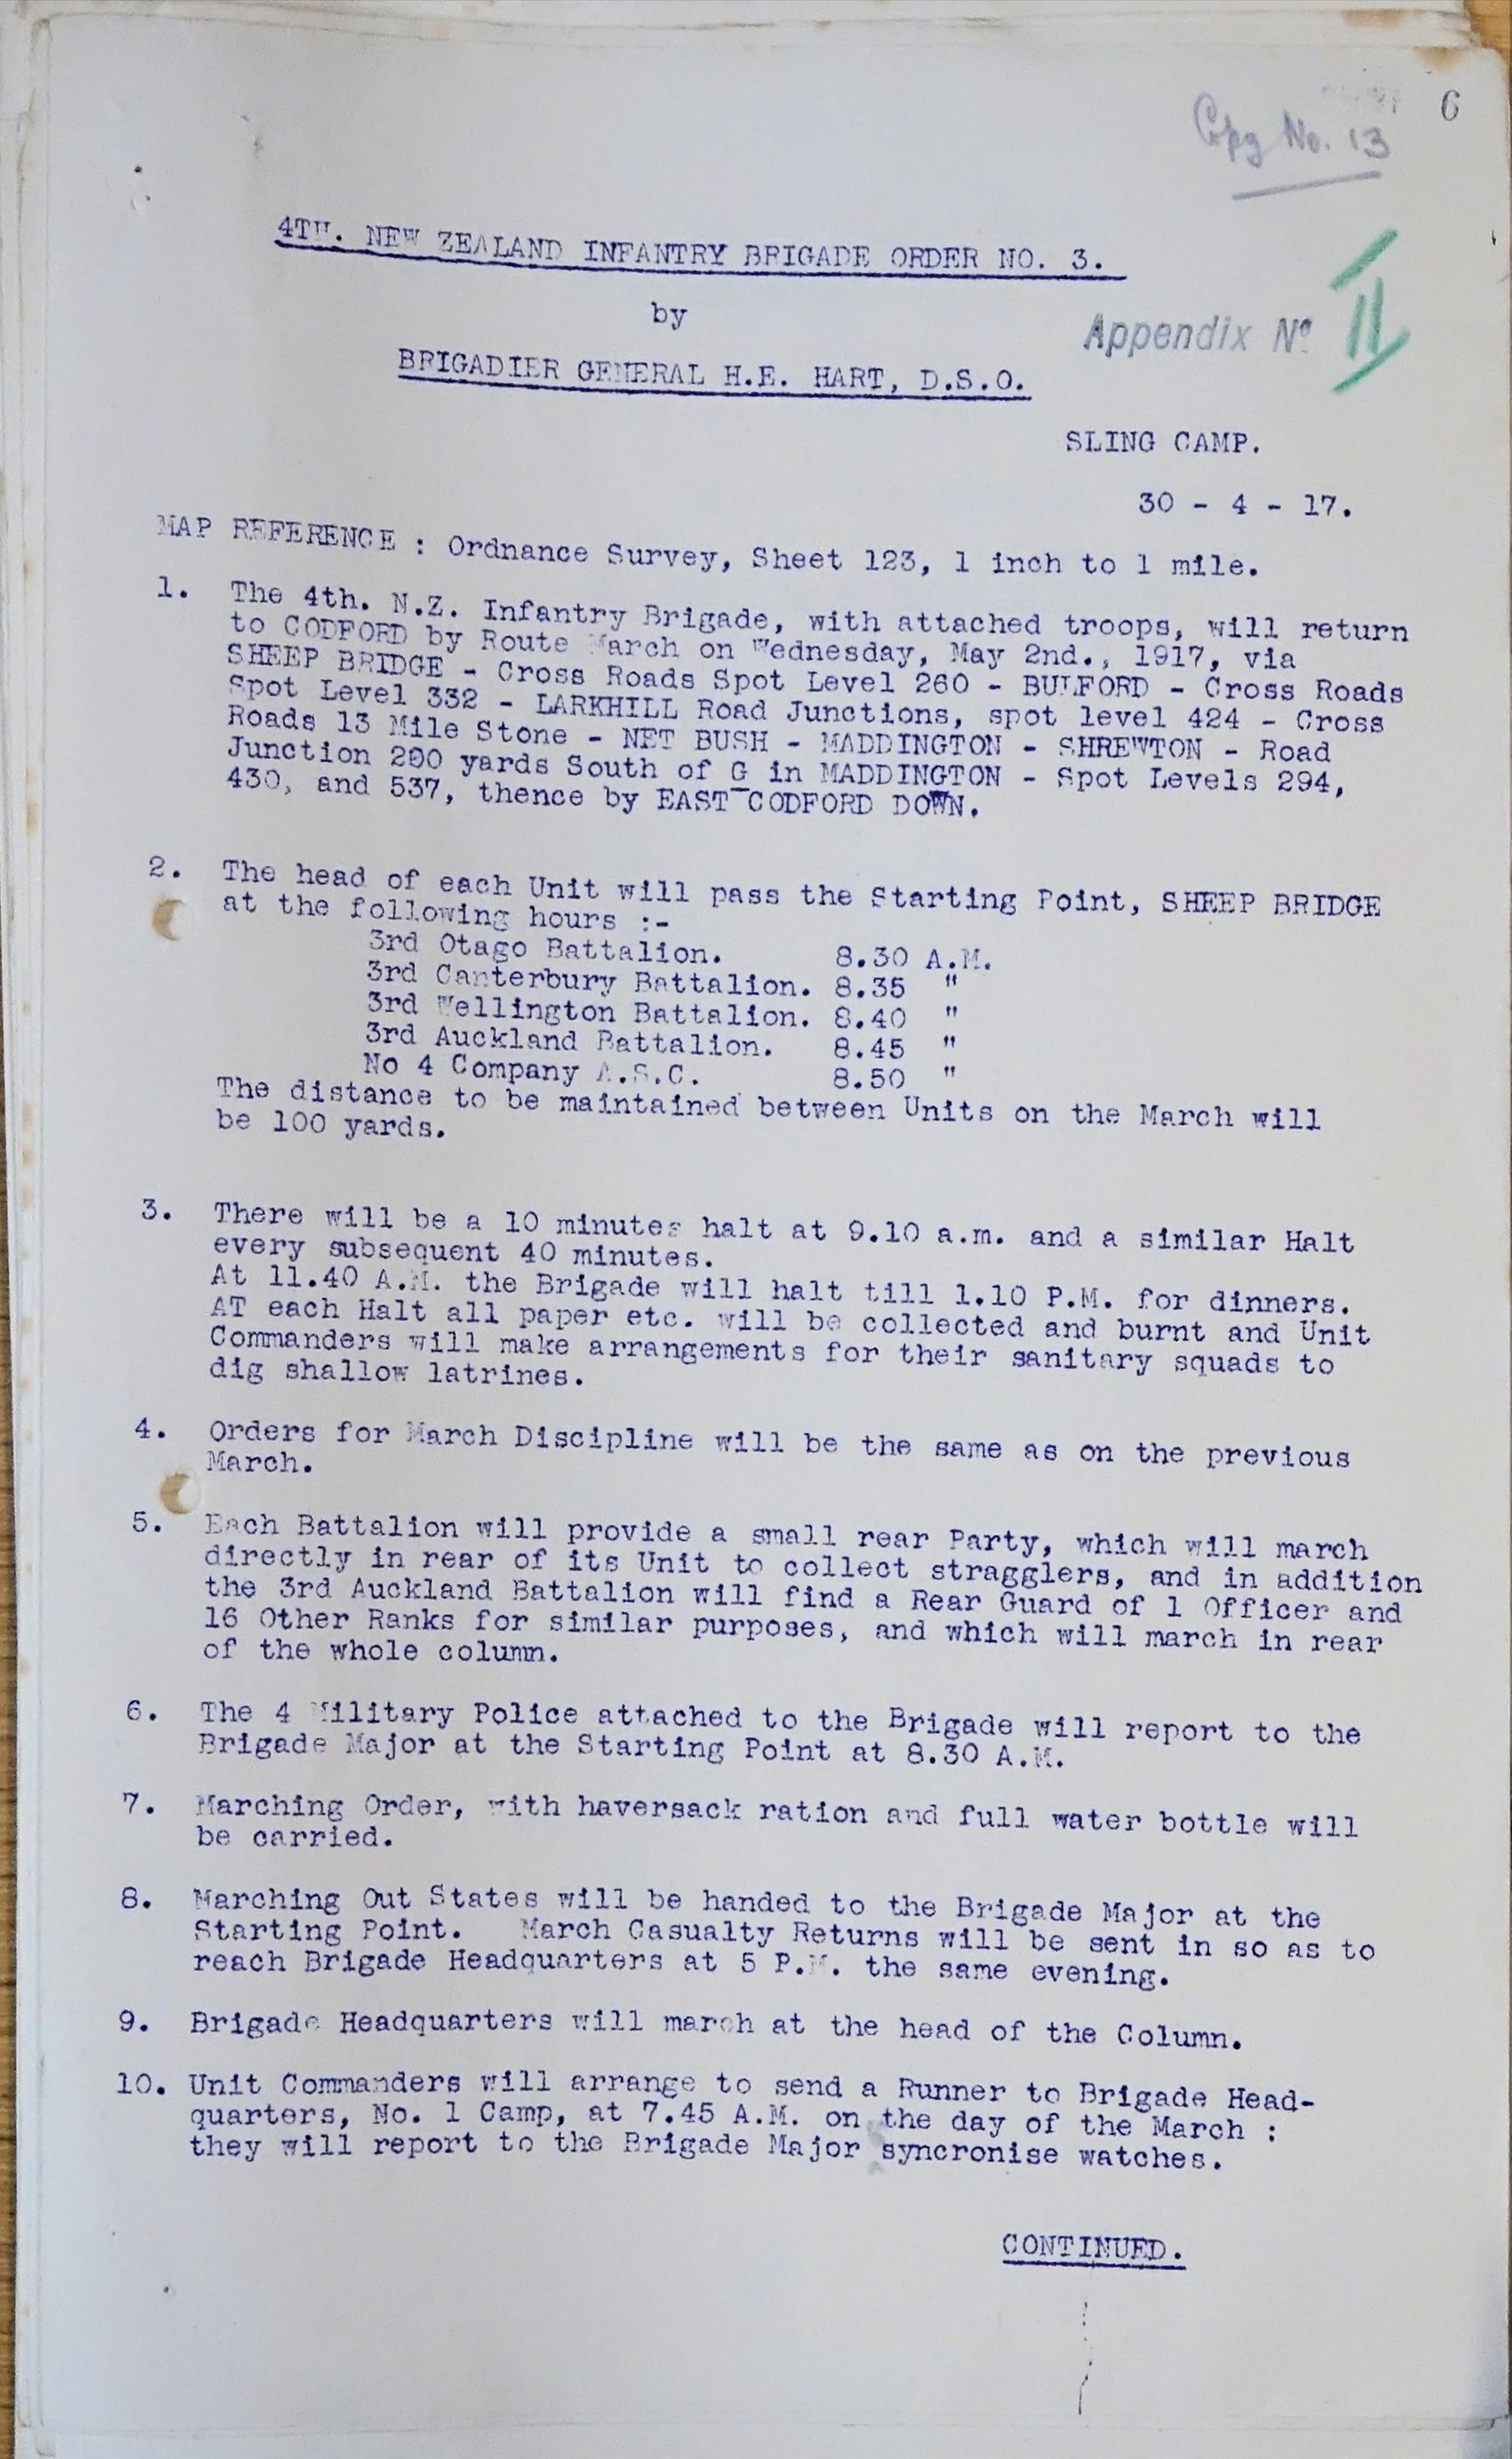 6
Copy No. 13
4TH. NEW ZEALAND INFANTRY BRIGADE ORDER NO. 3.
by
Appendix No II
BRIGADIER GENERAL H.E. HART, D.S.O.
SLING CAMP.
30 - 4 - 17.
MAP REFERENCE : Ordnance Survey, Sheet 123, 1 inch to 1 mile.
1. The 4th. N.Z. Infantry Brigade, with attached troops, will return
to CODFORD by Route March on Wednesday, May 2nd., 1917, via
SHEEP BRIDGE - Cross Roads Spot Level 260 - BULFORD - Cross Roads
Spot Level 332 - LARKHILL Road Junctions, spot level 424 - Cross
Roads 13 Mile Stone - NET BUSH - MADDINGTON - SHREWTON - Road
Junction 200 yards South of G in MADDINGTON - Spot Levels 294,
430, and 537, thence by EAST CODFORD DOWN.
2. The head of each Unit will pass the Starting Point, SHEEP BRIDGE
at the following hours :-
3rd Otago Battalion. 8.30 A.M.
3rd Canterbury Battalion. 8.35 "
3rd Wellington Battalion. 8.40 "
3rd Auckland Battalion. 8.45 "
No 4 Company A.S.C. 8.50 "
The distance to be maintained between Units on the March will
be 100 yards.
3. There will be a 10 minutes halt at 9.10 a.m. and a similar Halt
every subsequent 40 minutes.
At 11.40 A.M. the Brigade will halt till 1.10 P.M. for dinners.
AT each Halt all paper etc. will be collected and burnt and Unit
Commanders will make arrangements for their sanitary squads to
dig shallow latrines.
4. Orders for March Discipline will be the same as on the previous
March.
5. Each Battalion will provide a small rear Party, which will march
directly in rear of its Unit to collect stragglers, and in addition
the 3rd Auckland Battalion will find a Rear Guard of 1 Officer and
16 Other Ranks for similar purposes, and which will march in rear
of the whole column.
6. The 4 Military Police attached to the Brigade will report to the
Brigade Major at the Starting Point at 8.30 A.M.
7. Marching Order, with haversack ration and full water bottle will
be carried.
8. Marching Out States will be handed to the Brigade Major at the
Starting Point. March Casualty Returns will be sent in so as to
reach Brigade Headquarters at 5 P.M. the same evening.
9. Brigade Headquarters will march at the head of the Column.
10. Unit Commanders will arrange to send a Runner to Brigade Head-
quarters, No. 1 Camp, at 7.45 A.M. on the day of the March :
they will report to the Brigade Major syncronise watches.
CONTINUED.